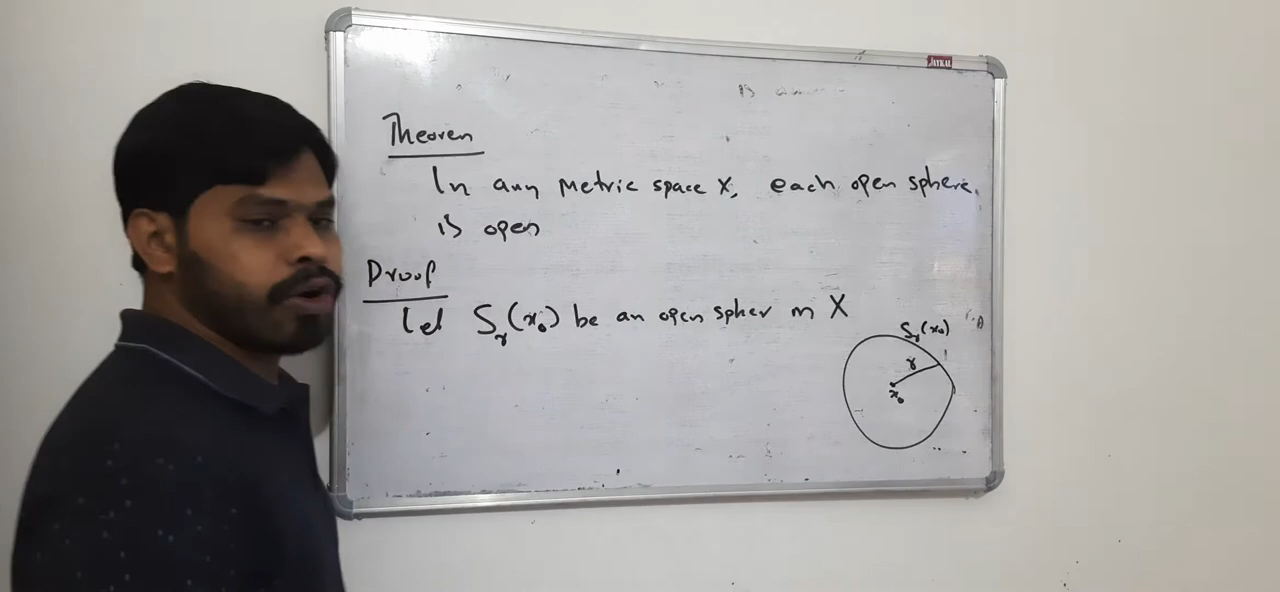 JAYKAL
Theorem
In any metric space X, each open sphere
is open
Proof
Let Sᵣ(x₀) be an open spher in X
Sᵣ(x₀)
r
x₀